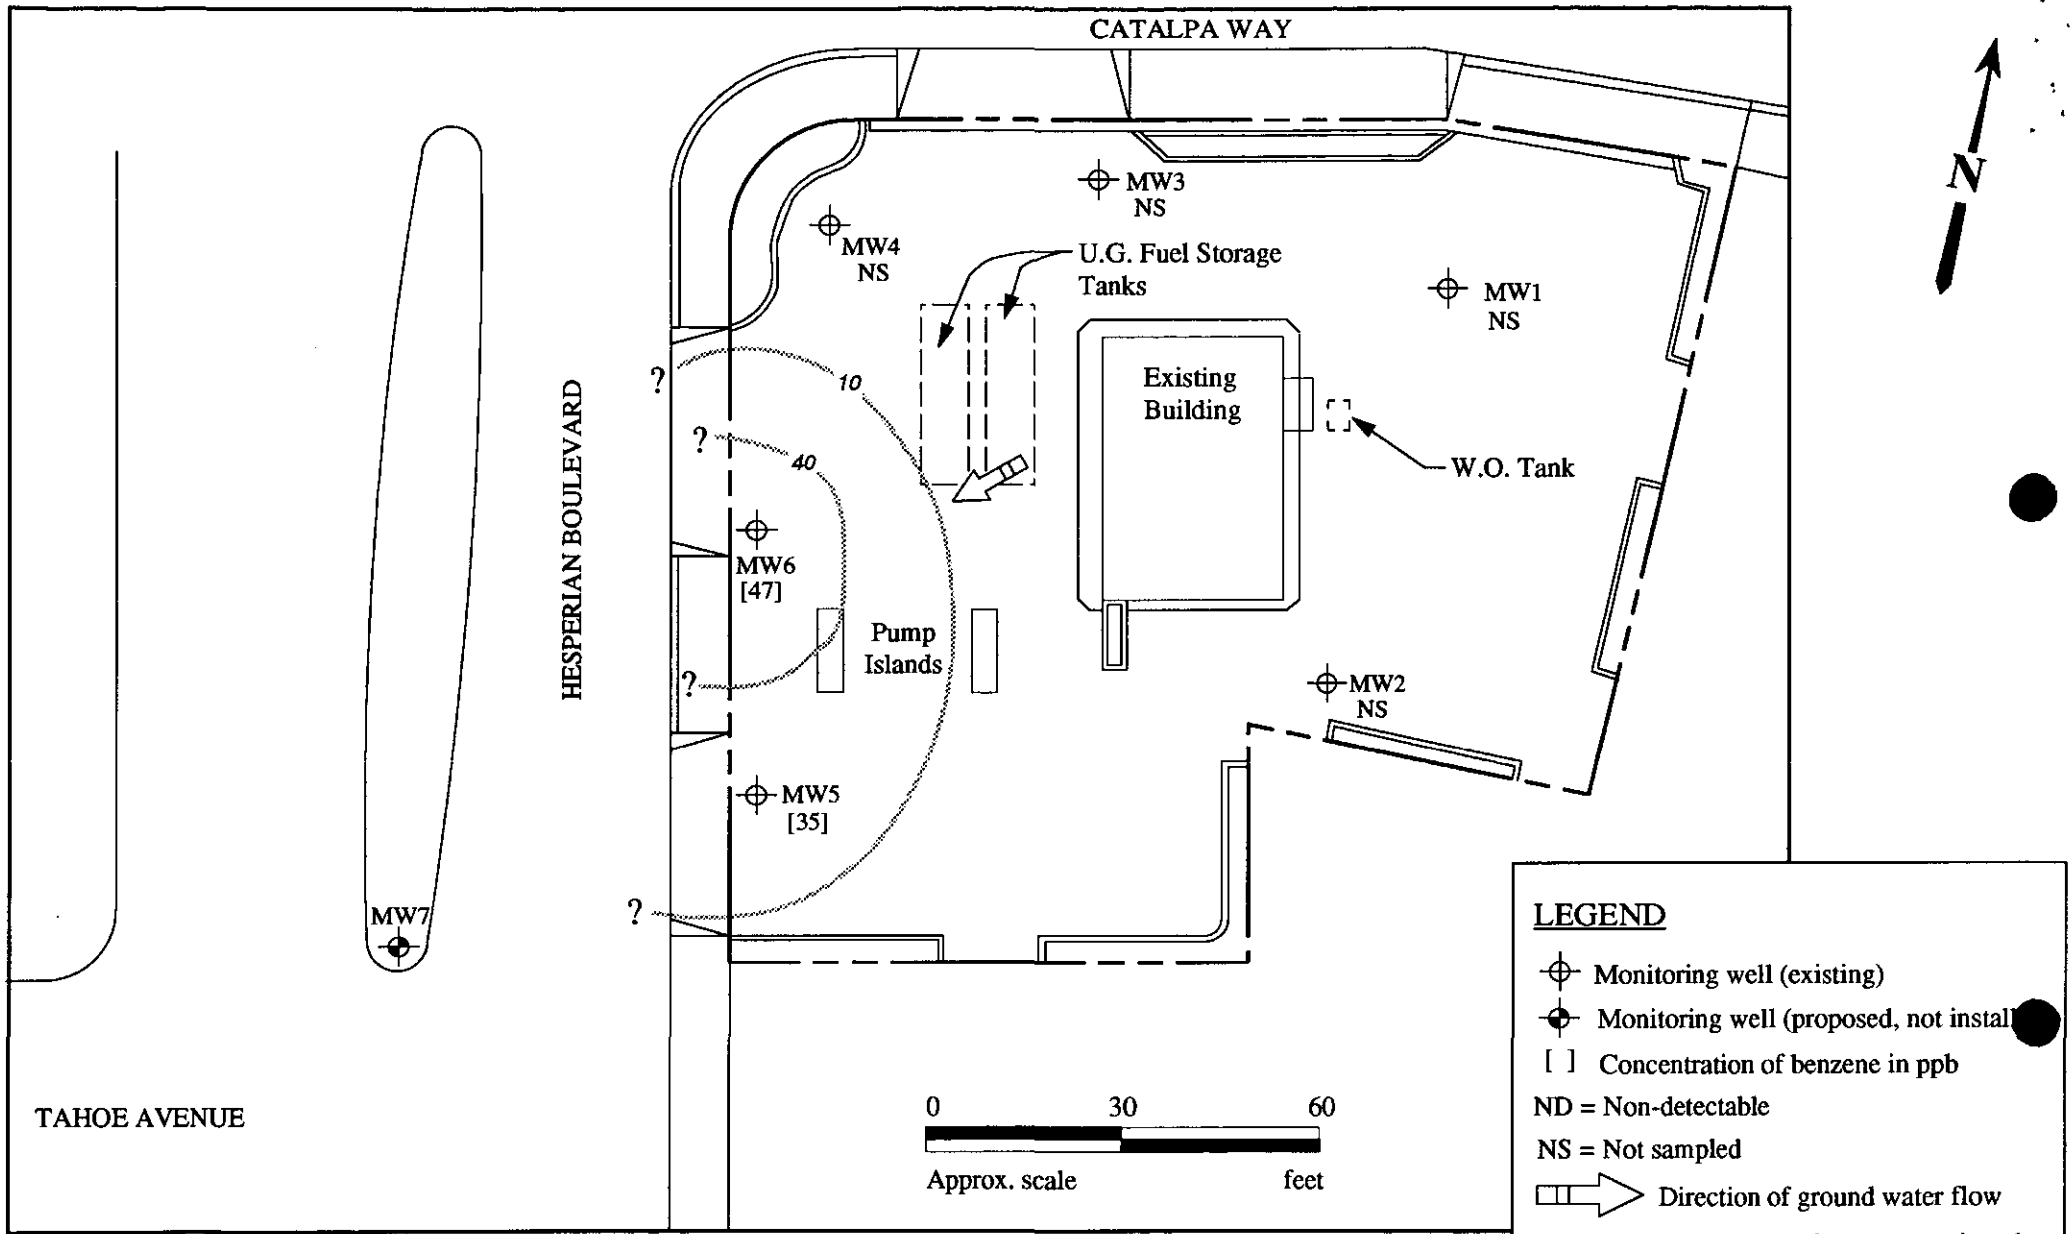 CATALPA WAY
N
MW3
NS
MW4
NS
U.G. Fuel Storage
Tanks
MW1
NS
?
10
Existing
Building
HESPERIAN BOULEVARD
?
40
W.O. Tank
MW6
[47]
Pump
Islands
?
MW2
NS
MW5
[35]
?
MW7
LEGEND
Monitoring well (existing)
Monitoring well (proposed, not instal
[ ] Concentration of benzene in ppb
ND = Non-detectable
NS = Not sampled
Direction of ground water flow
TAHOE AVENUE
0 30 60
Approx. scale feet